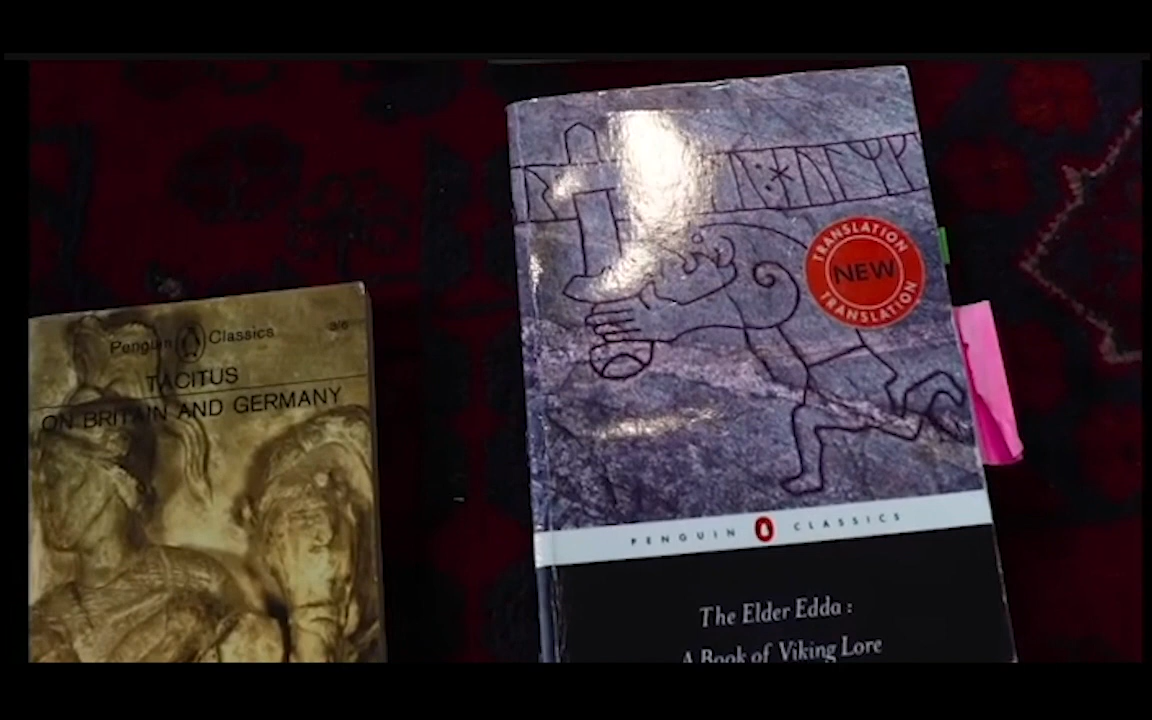 Penguin Classics
3/6
TACITUS
ON BRITAIN AND GERMANY
TRANSLATION
NEW
TRANSLATION
PENGUIN CLASSICS
The Elder Edda :
A Book of Viking Lore